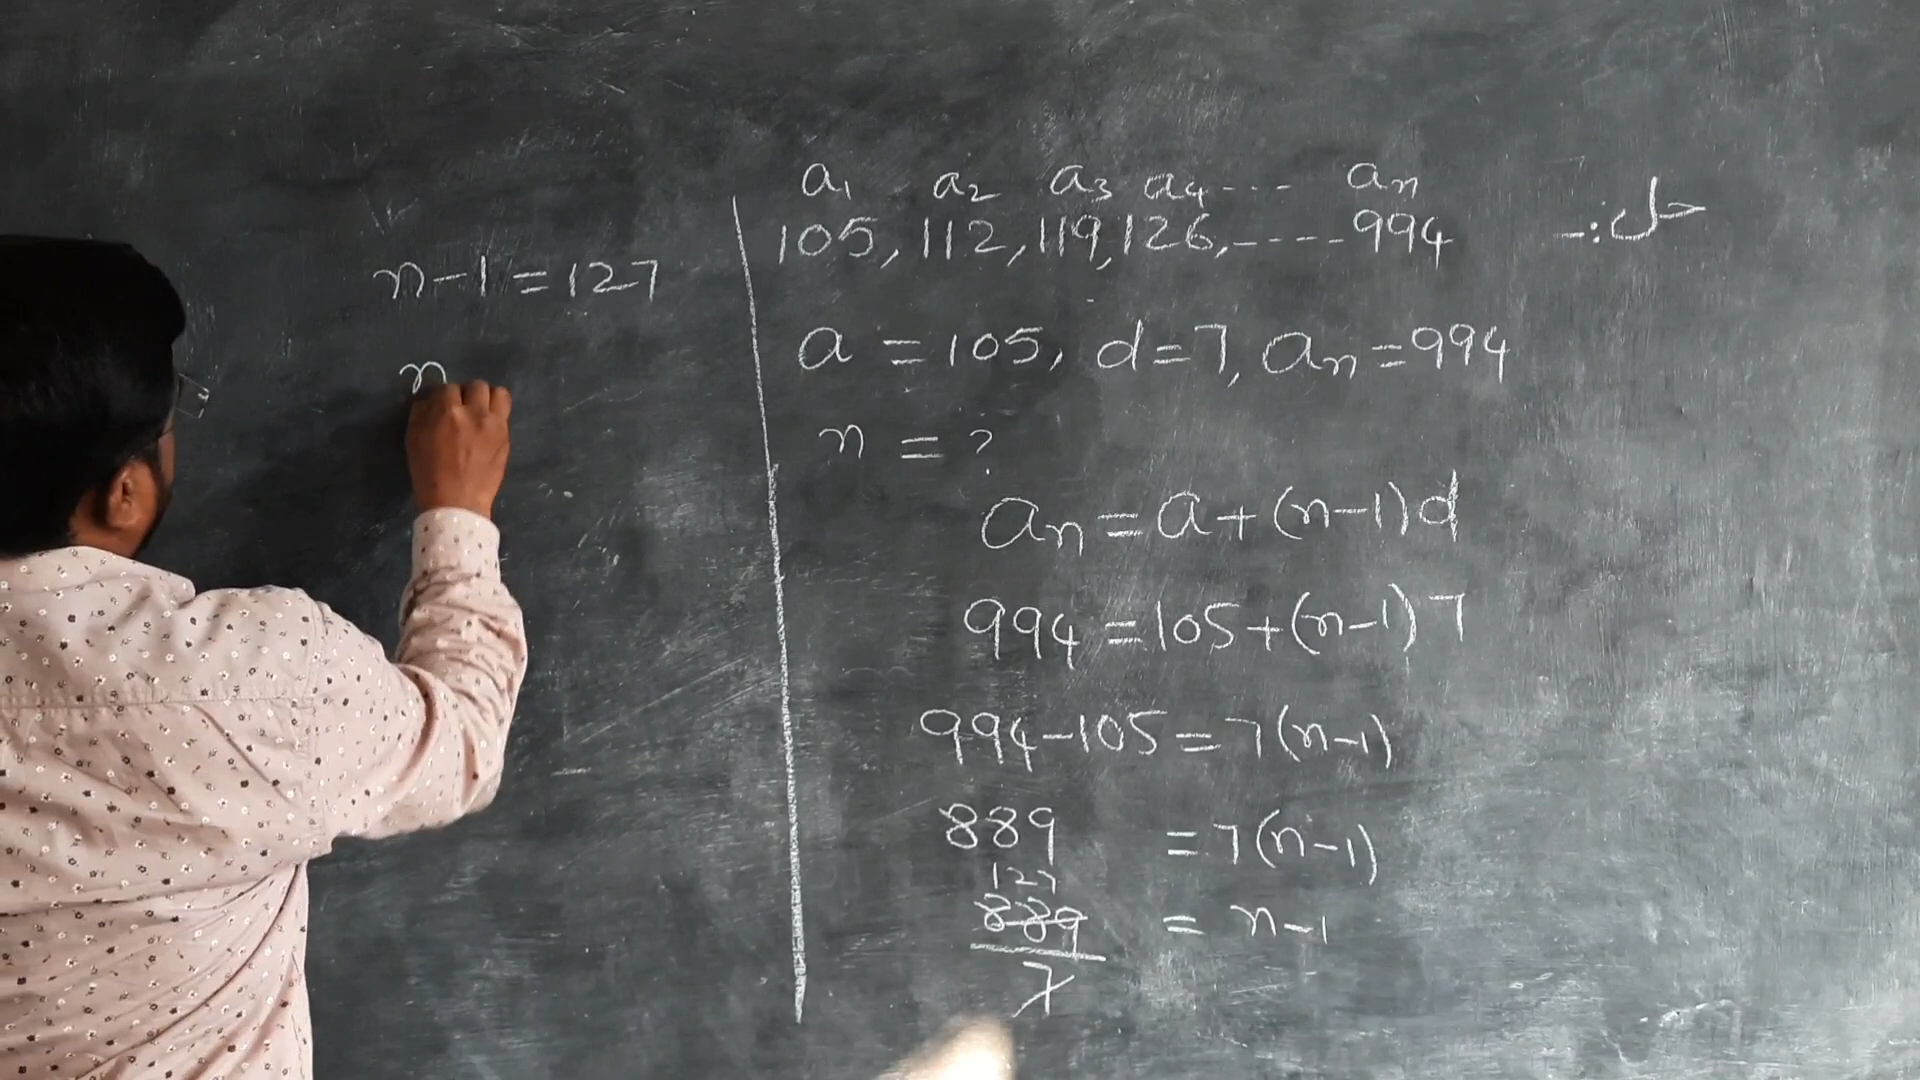 حل :-
a1 a2 a3 a4 --- an
105, 112, 119, 126, ----994
a = 105, d=7, an=994
n = ?
an = a+(n-1)d
994 = 105+(n-1)7
994-105 = 7(n-1)
889 = 7(n-1)
127
889/7 = n-1
n-1=127
n